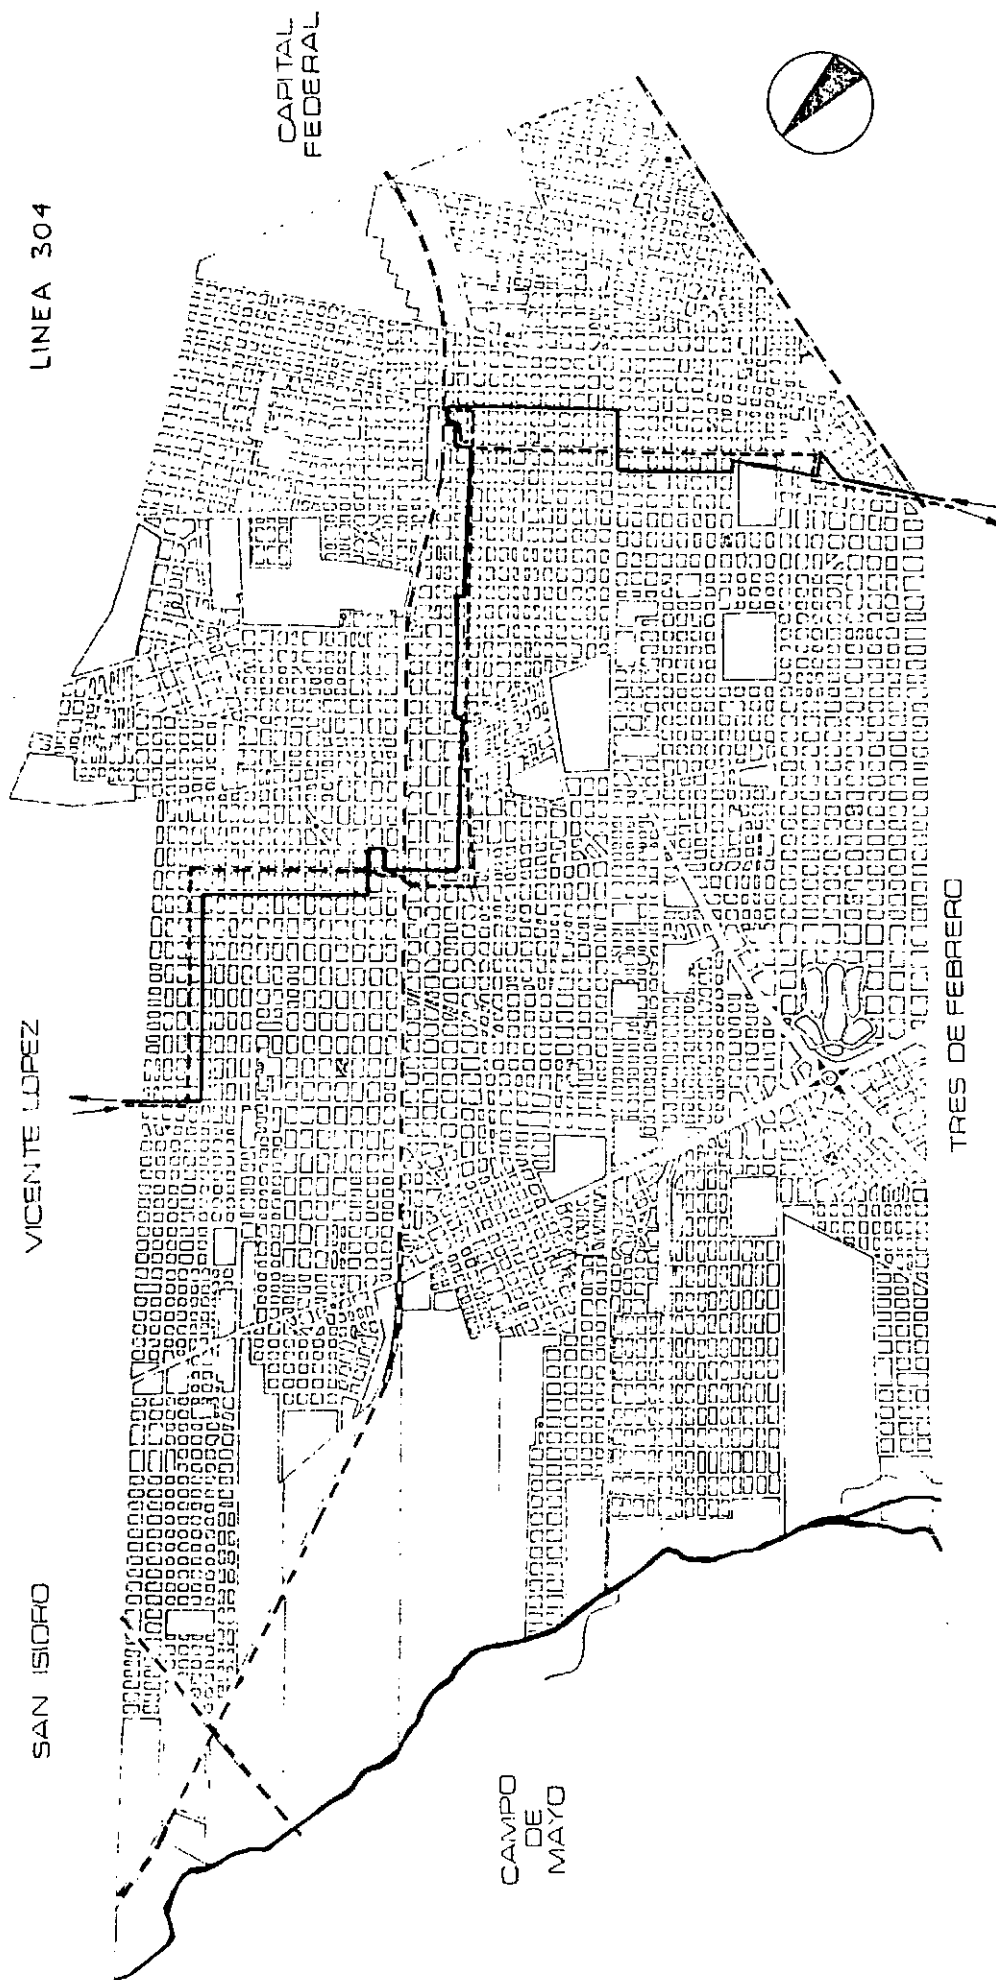 LINEA 304
CAPITAL
FEDERAL
VICENTE LOPEZ
SAN ISIDRO
CAMPO
DE
MAYO
TRES DE FEBRERO